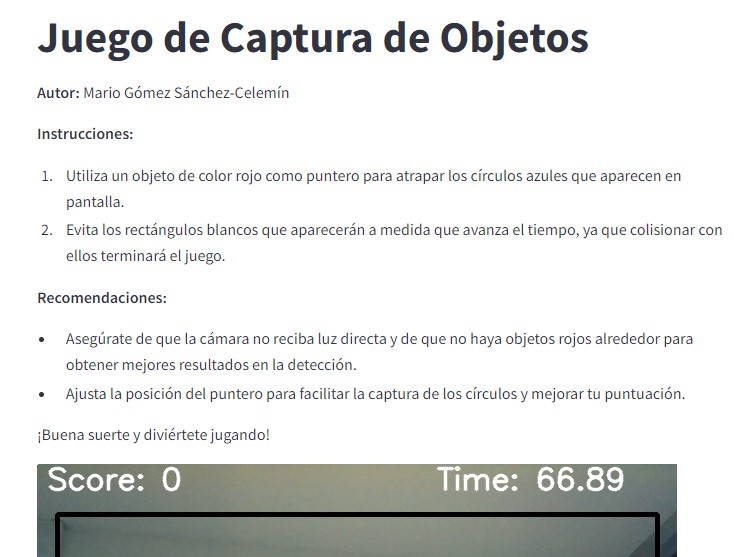 Juego de Captura de Objetos
Autor: Mario Gómez Sánchez-Celemín
Instrucciones:
1. Utiliza un objeto de color rojo como puntero para atrapar los círculos azules que aparecen en
pantalla.
2. Evita los rectángulos blancos que aparecerán a medida que avanza el tiempo, ya que colisionar con
ellos terminará el juego.
Recomendaciones:
• Asegúrate de que la cámara no reciba luz directa y de que no haya objetos rojos alrededor para
obtener mejores resultados en la detección.
• Ajusta la posición del puntero para facilitar la captura de los círculos y mejorar tu puntuación.
¡Buena suerte y diviértete jugando!
Score: 0 Time: 66.89